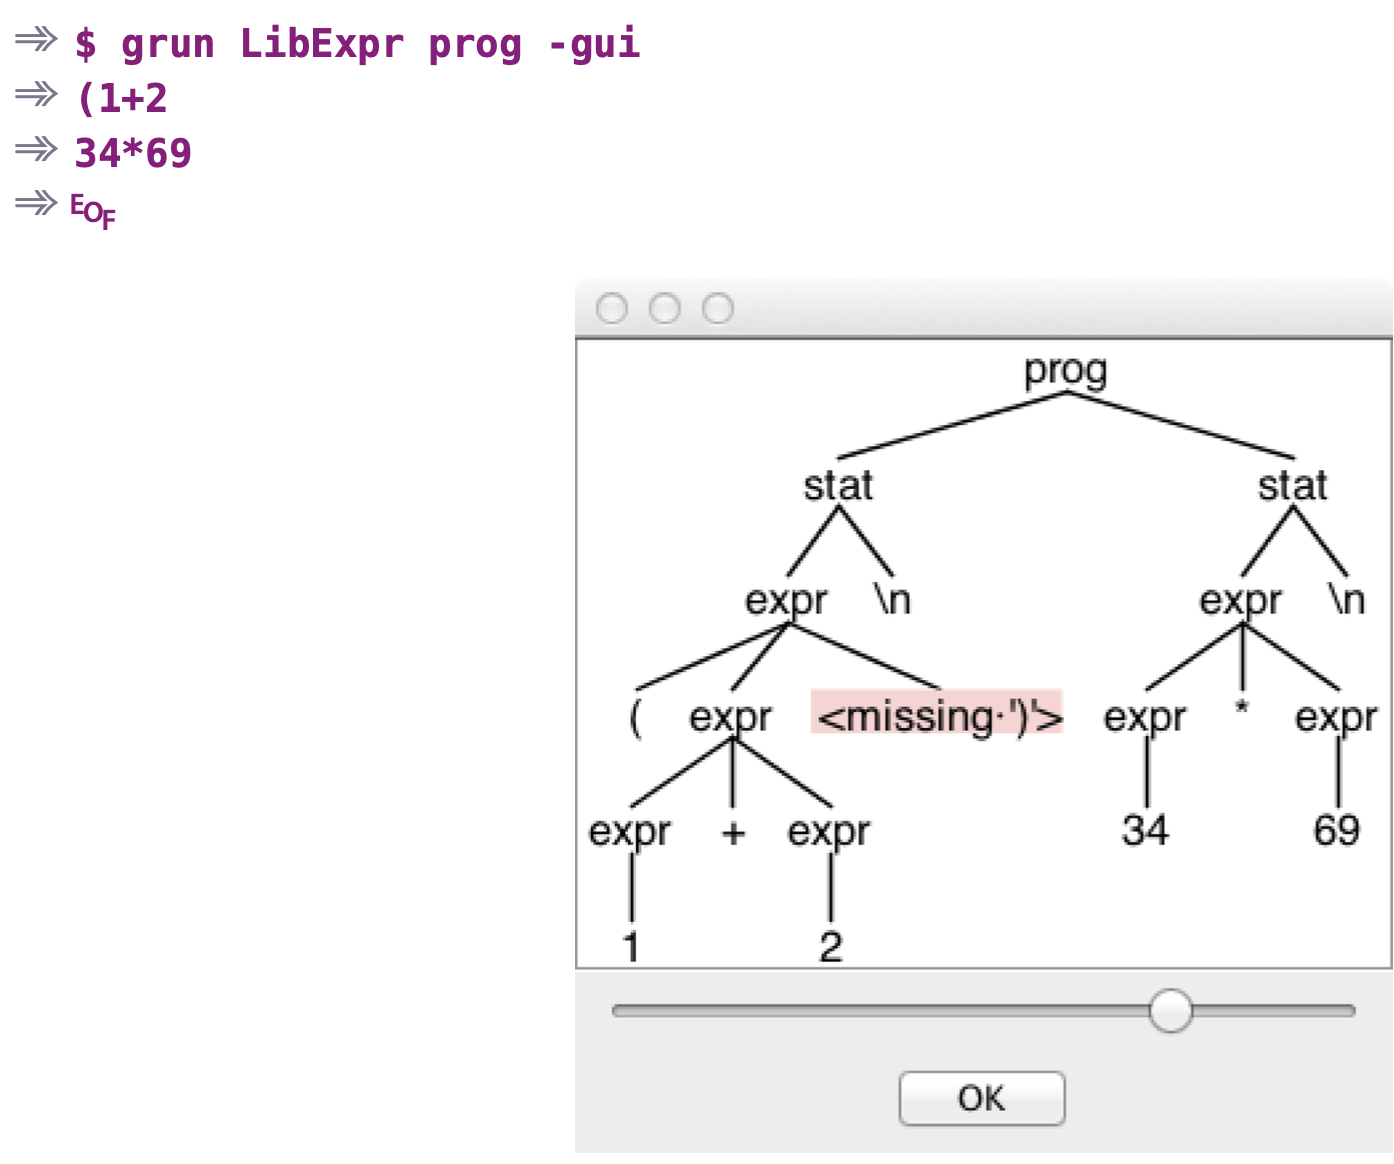 ⇒ $ grun LibExpr prog -gui
⇒ (1+2
⇒ 34*69
⇒ EOF
prog
stat stat
expr \n expr \n
( expr <missing·')'> expr * expr
expr + expr 34 69
1 2
OK